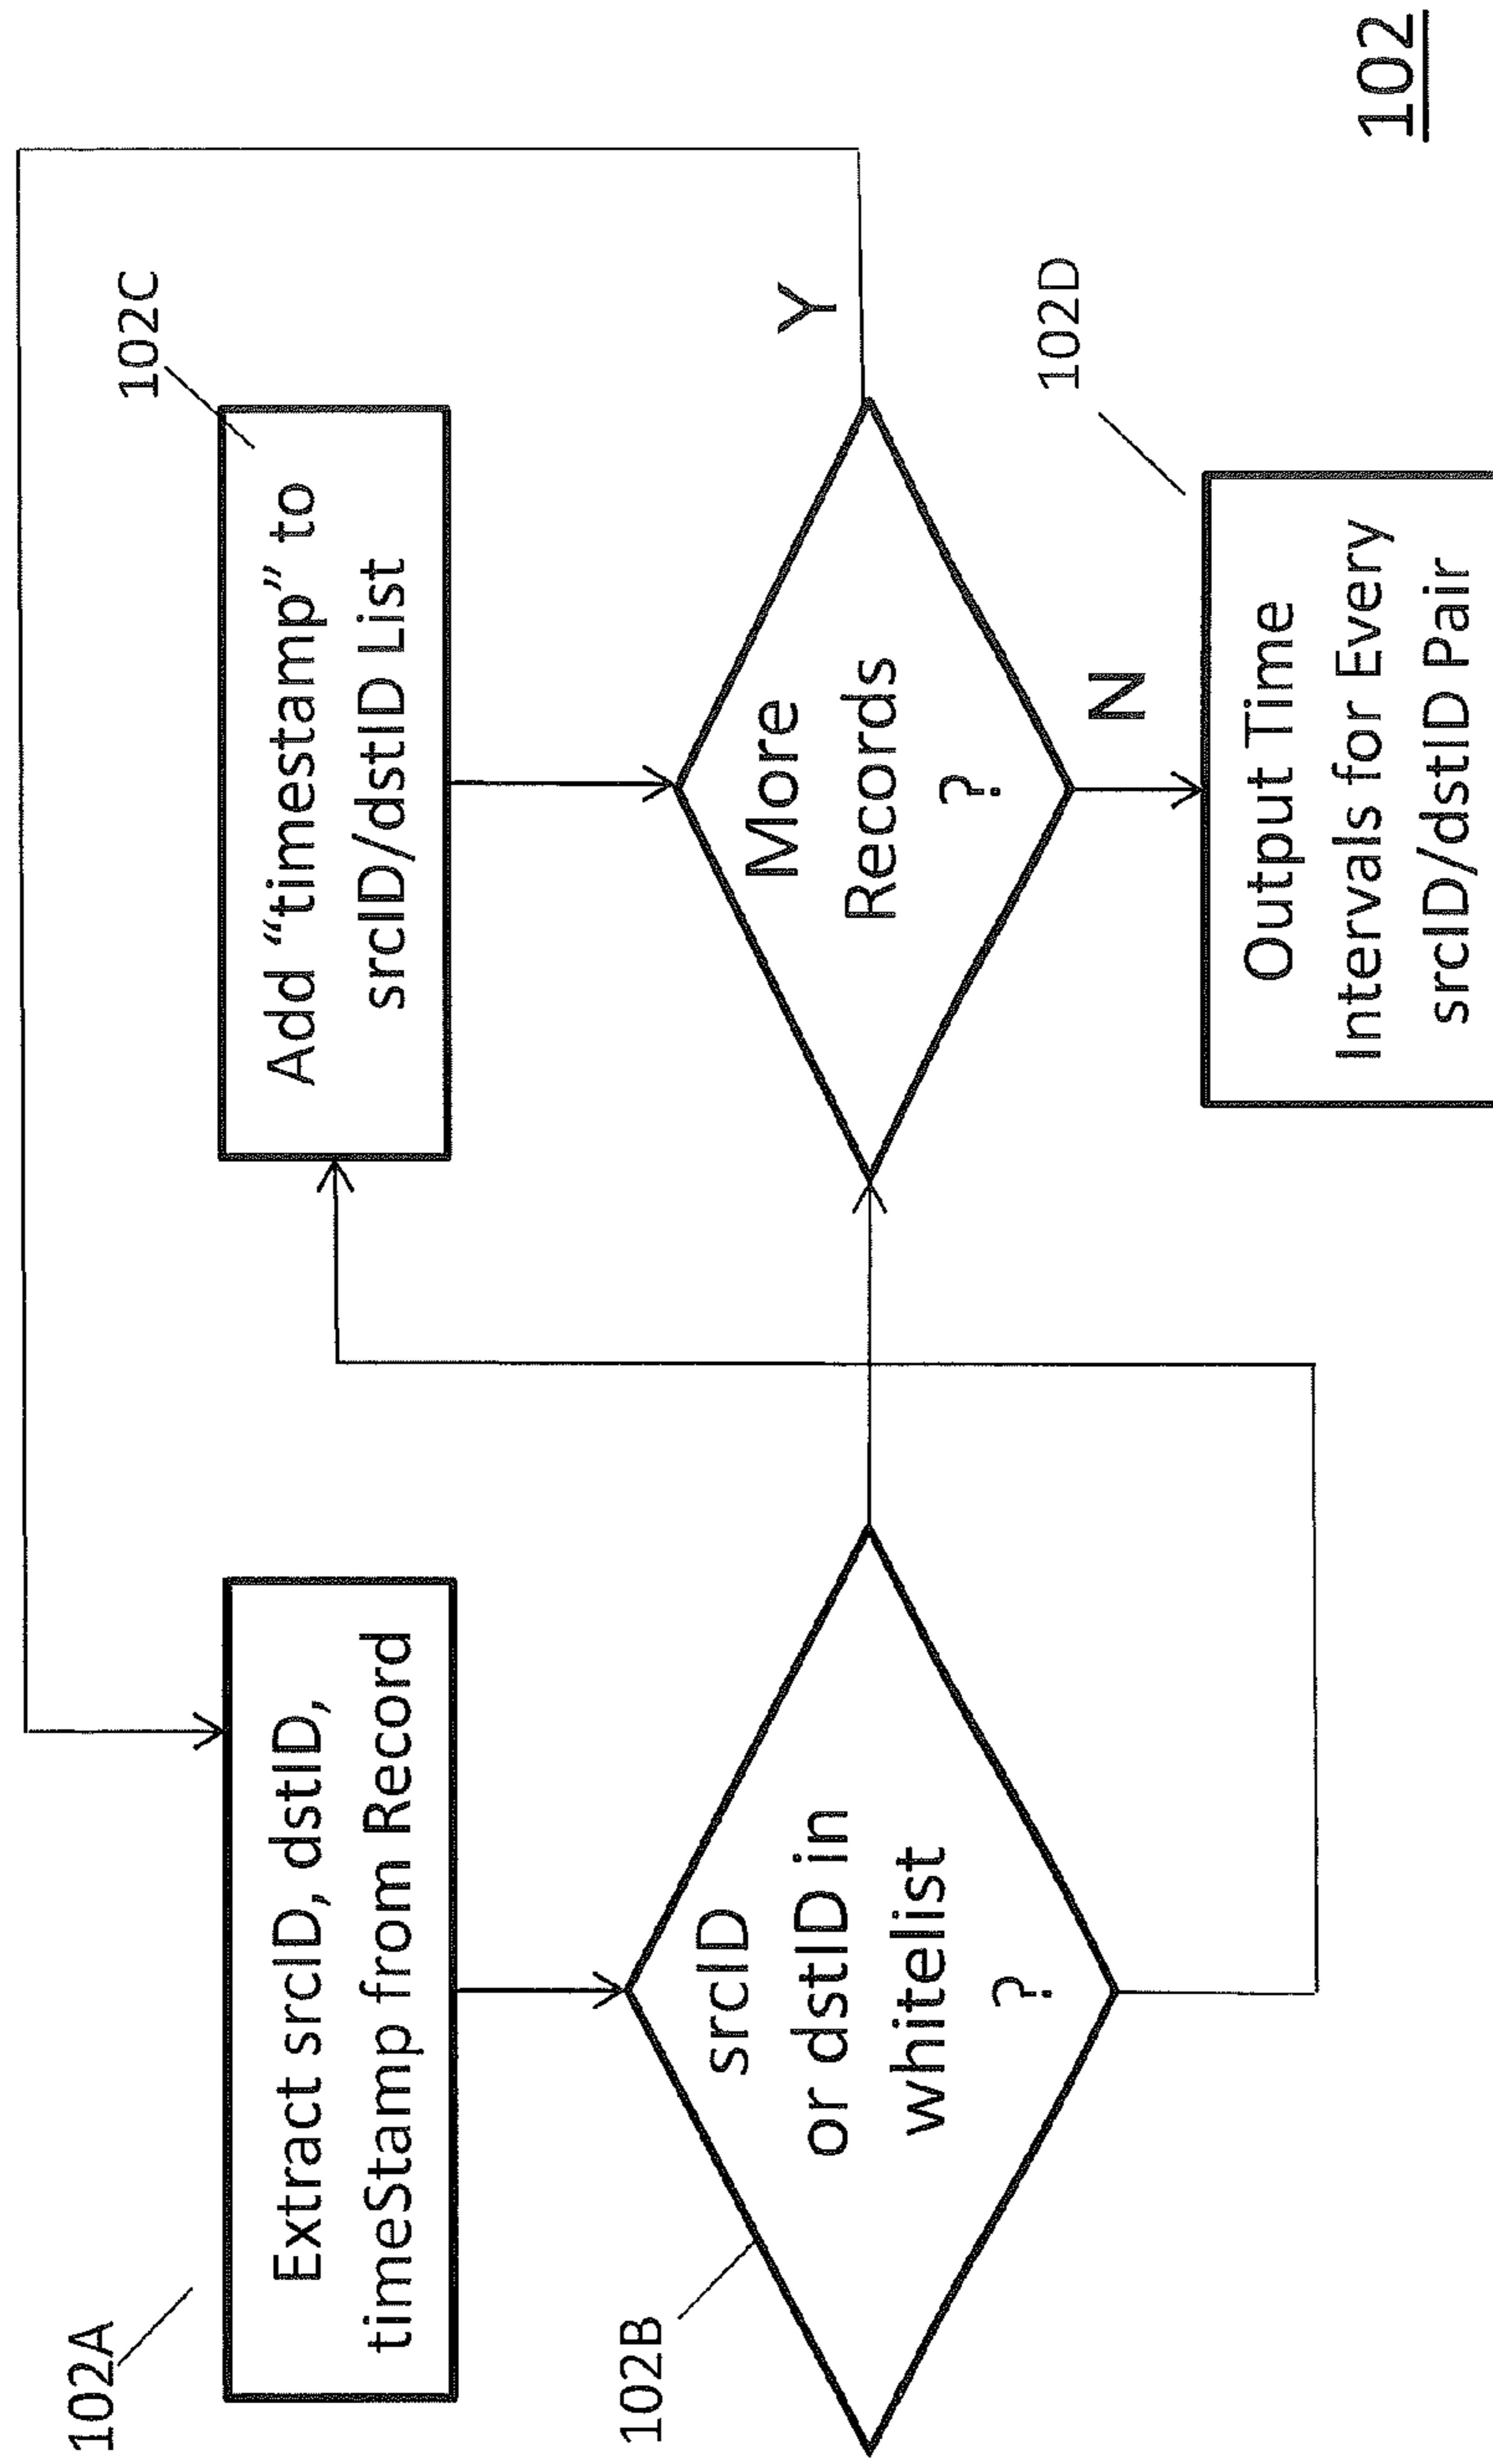 102A
Extract srcID, dstID,
timeStamp from Record
102B
srcID
or dstID in
whitelist
?
102C
Add “timestamp” to
srcID/dstID List
More
Records
?
Y
N
102D
Output Time
Intervals for Every
srcID/dstID Pair
102